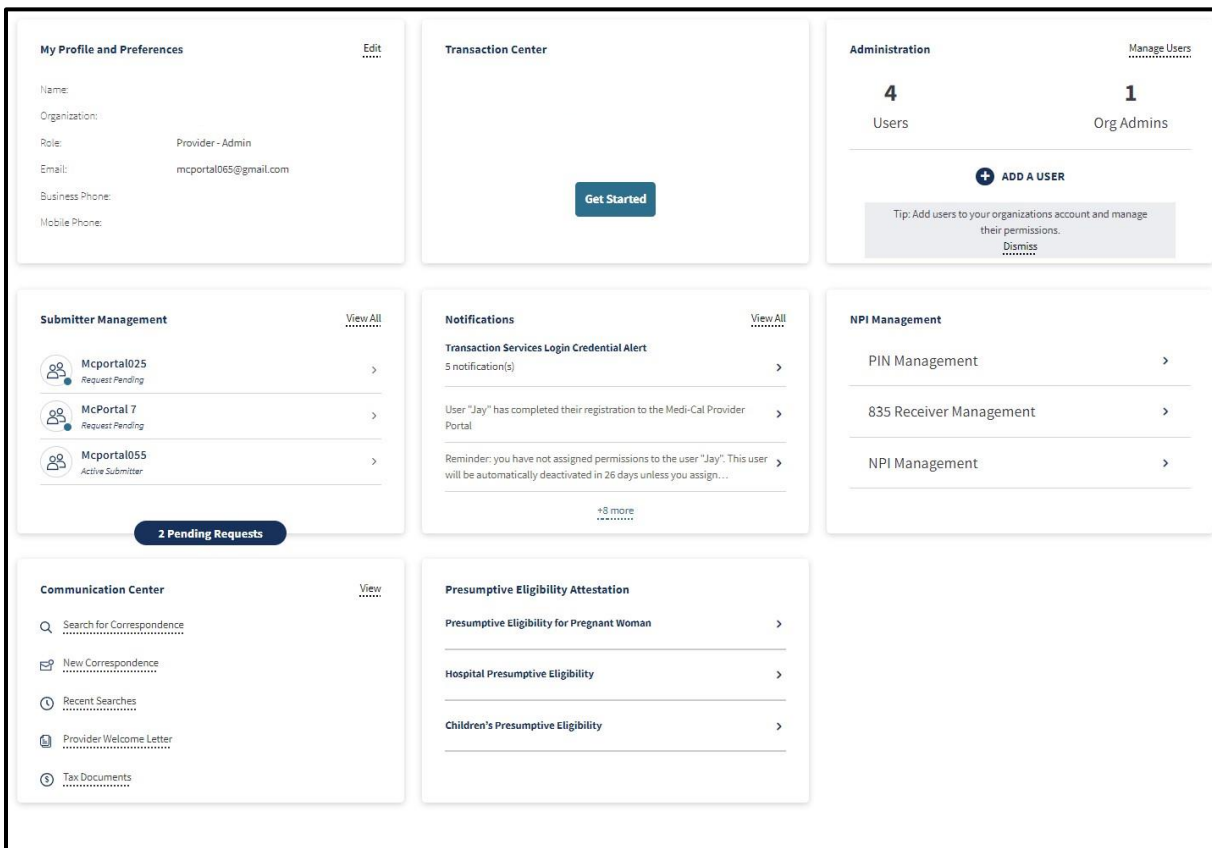 My Profile and Preferences
Edit
Name:
Organization:
Role:
Provider - Admin
Email:
mcportal065@gmail.com
Business Phone:
Mobile Phone:
Transaction Center
Get Started
Administration
Manage Users
4
Users
1
Org Admins
ADD A USER
Tip: Add users to your organizations account and manage
their permissions.
Dismiss
Submitter Management
View All
Mcportal025
Request Pending
McPortal 7
Request Pending
Mcportal055
Active Submitter
2 Pending Requests
Notifications
View All
Transaction Services Login Credential Alert
5 notification(s)
User "Jay" has completed their registration to the Medi-Cal Provider
Portal
Reminder: you have not assigned permissions to the user "Jay". This user
will be automatically deactivated in 26 days unless you assign...
+8 more
NPI Management
PIN Management
835 Receiver Management
NPI Management
Communication Center
View
Search for Correspondence
New Correspondence
Recent Searches
Provider Welcome Letter
Tax Documents
Presumptive Eligibility Attestation
Presumptive Eligibility for Pregnant Woman
Hospital Presumptive Eligibility
Children's Presumptive Eligibility